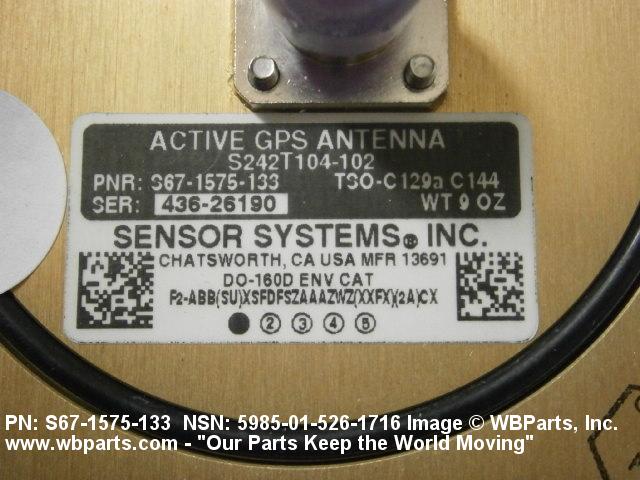 ACTIVE GPS ANTENNA
S242T104-102
PNR: S67-1575-133 TSO-C129a C144
SER: 436-26190 WT 9 OZ
SENSOR SYSTEMS® INC.
CHATSWORTH, CA USA MFR 13691
DO-160D ENV CAT
F2-ABB(SU)XSFDFSZAAAZWZ(XXFX)(2A)CX
② ③ ④ ⑤
PN: S67-1575-133 NSN: 5985-01-526-1716 Image © WBParts, Inc.
www.wbparts.com - "Our Parts Keep the World Moving"